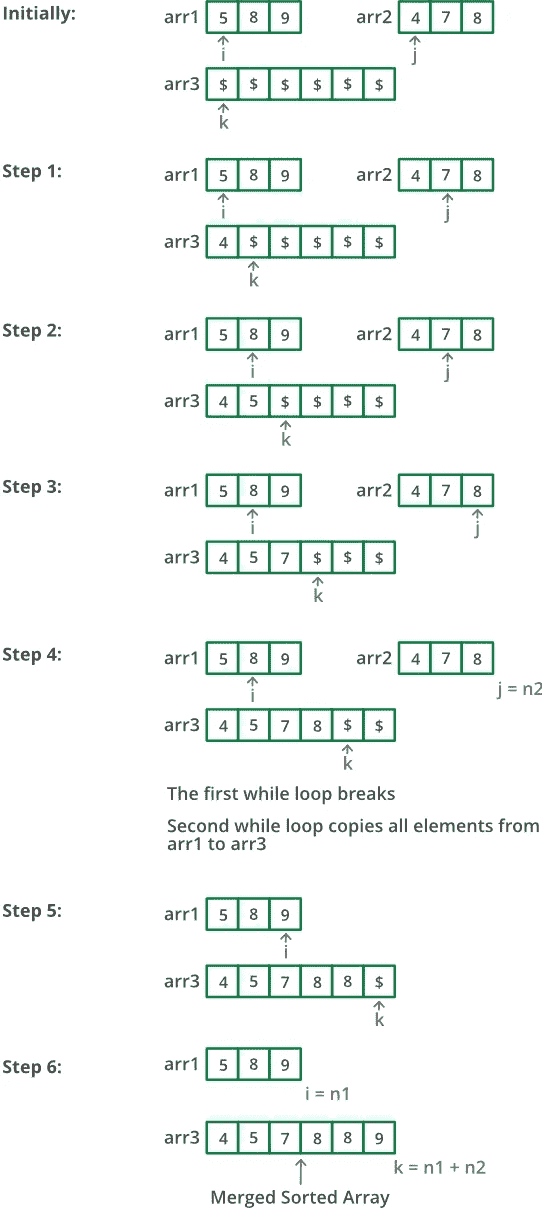 Initially: arr1 5 8 9 arr2 4 7 8
i j
arr3 $ $ $ $ $ $
k
Step 1: arr1 5 8 9 arr2 4 7 8
i j
arr3 4 $ $ $ $ $
k
Step 2: arr1 5 8 9 arr2 4 7 8
i j
arr3 4 5 $ $ $ $
k
Step 3: arr1 5 8 9 arr2 4 7 8
i j
arr3 4 5 7 $ $ $
k
Step 4: arr1 5 8 9 arr2 4 7 8
i j = n2
arr3 4 5 7 8 $ $
k
The first while loop breaks
Second while loop copies all elements from
arr1 to arr3
Step 5: arr1 5 8 9
i
arr3 4 5 7 8 8 $
k
Step 6: arr1 5 8 9
i = n1
arr3 4 5 7 8 8 9
k = n1 + n2
Merged Sorted Array